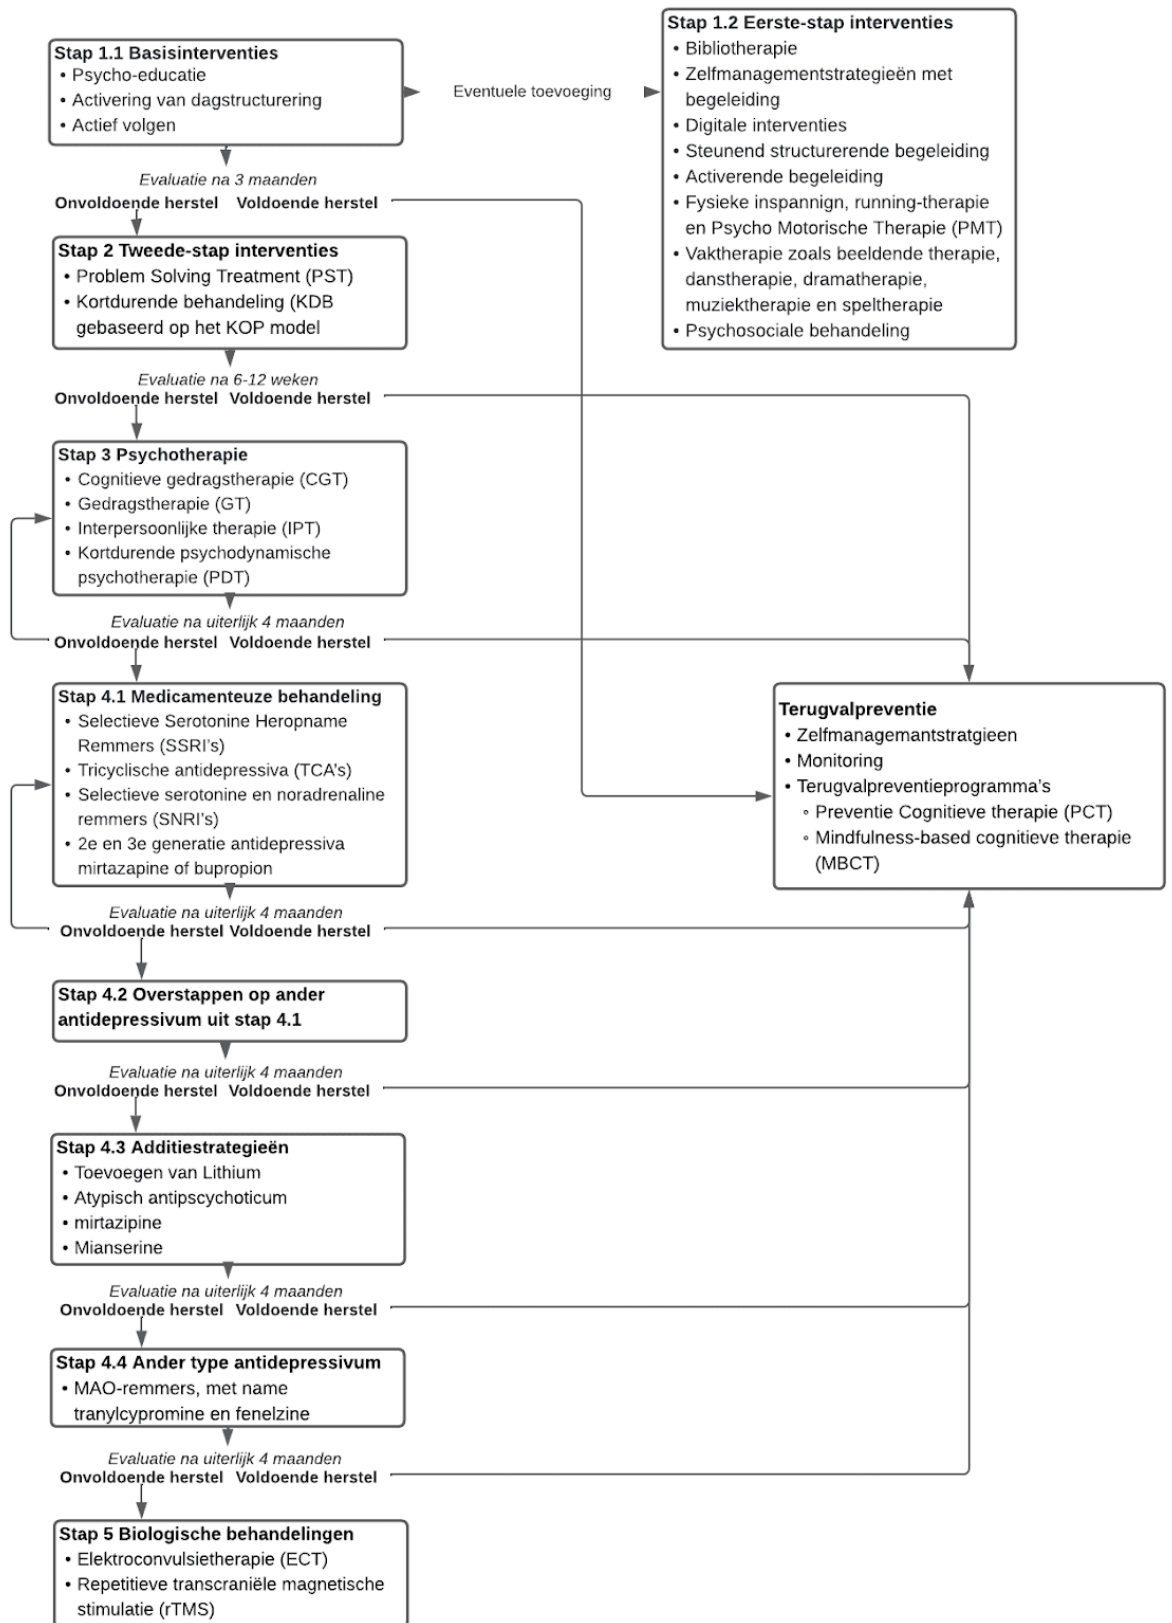 Stap 1.1 Basisinterventies
• Psycho-educatie
• Activering van dagstructurering
• Actief volgen
Eventuele toevoeging
Stap 1.2 Eerste-stap interventies
• Bibliotherapie
• Zelfmanagementstrategieën met
begeleiding
• Digitale interventies
• Steunend structurerende begeleiding
• Activerende begeleiding
• Fysieke inspannign, running-therapie
en Psycho Motorische Therapie (PMT)
• Vaktherapie zoals beeldende therapie,
danstherapie, dramatherapie,
muziektherapie en speltherapie
• Psychosociale behandeling
Evaluatie na 3 maanden
Onvoldoende herstel Voldoende herstel
Stap 2 Tweede-stap interventies
• Problem Solving Treatment (PST)
• Kortdurende behandeling (KDB
gebaseerd op het KOP model
Evaluatie na 6-12 weken
Onvoldoende herstel Voldoende herstel
Stap 3 Psychotherapie
• Cognitieve gedragstherapie (CGT)
• Gedragstherapie (GT)
• Interpersoonlijke therapie (IPT)
• Kortdurende psychodynamische
psychotherapie (PDT)
Evaluatie na uiterlijk 4 maanden
Onvoldoende herstel Voldoende herstel
Stap 4.1 Medicamenteuze behandeling
• Selectieve Serotonine Heropname
Remmers (SSRI's)
• Tricyclische antidepressiva (TCA's)
• Selectieve serotonine en noradrenaline
remmers (SNRI's)
• 2e en 3e generatie antidepressiva
mirtazapine of bupropion
Evaluatie na uiterlijk 4 maanden
Onvoldoende herstel Voldoende herstel
Terugvalpreventie
• Zelfmanagemantstratgieen
• Monitoring
• Terugvalpreventieprogramma's
◦ Preventie Cognitieve therapie (PCT)
◦ Mindfulness-based cognitieve therapie
(MBCT)
Stap 4.2 Overstappen op ander
antidepressivum uit stap 4.1
Evaluatie na uiterlijk 4 maanden
Onvoldoende herstel Voldoende herstel
Stap 4.3 Additiestrategieën
• Toevoegen van Lithium
• Atypisch antipscychoticum
• mirtazipine
• Mianserine
Evaluatie na uiterlijk 4 maanden
Onvoldoende herstel Voldoende herstel
Stap 4.4 Ander type antidepressivum
• MAO-remmers, met name
tranylcypromine en fenelzine
Evaluatie na uiterlijk 4 maanden
Onvoldoende herstel Voldoende herstel
Stap 5 Biologische behandelingen
• Elektroconvulsietherapie (ECT)
• Repetitieve transcraniële magnetische
stimulatie (rTMS)